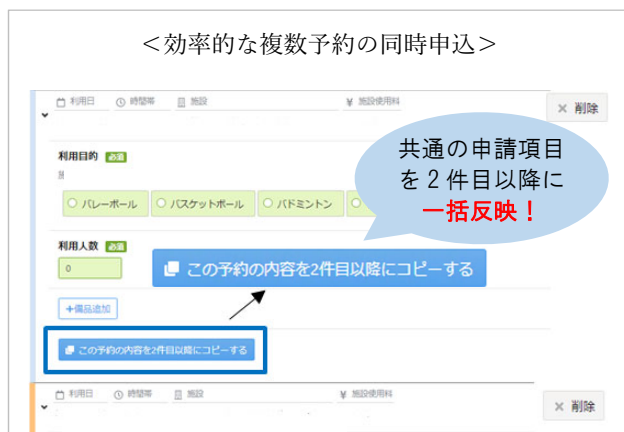 ＜効率的な複数予約の同時申込＞
利用日 時間帯 施設 ¥ 施設使用料
× 削除
利用目的 必須
共通の申請項目
を２件目以降に
一括反映！
バレーボール バスケットボール バドミントン
利用人数 必須
0
この予約の内容を2件目以降にコピーする
+備品追加
この予約の内容を2件目以降にコピーする
利用日 時間帯 施設 ¥ 施設使用料
× 削除